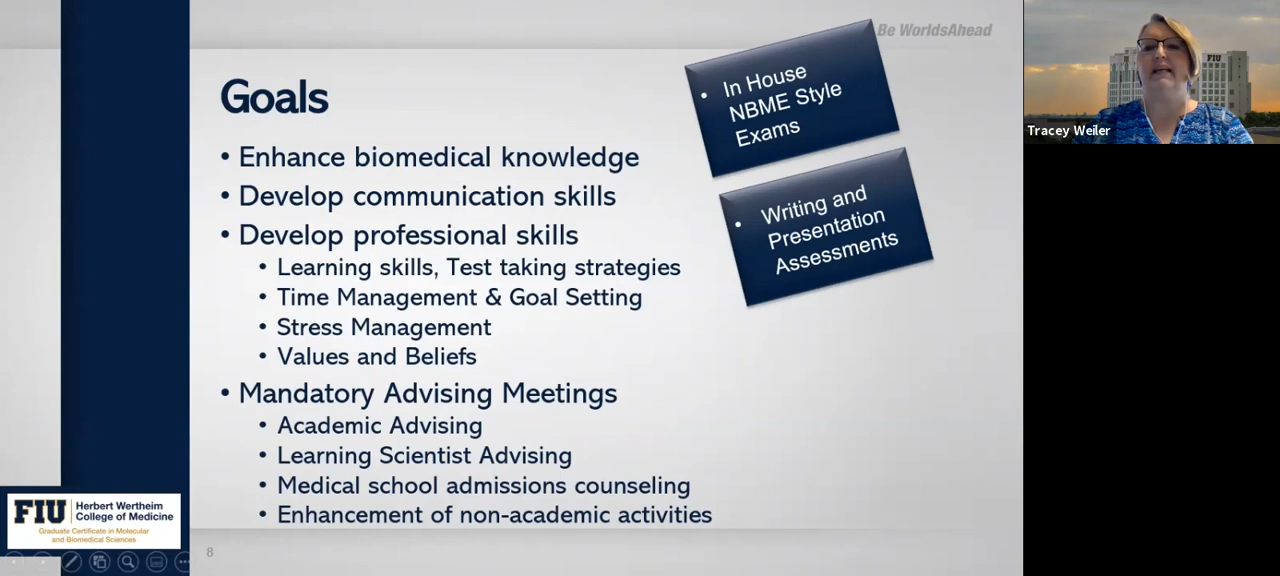 Be WorldsAhead
Goals
• Enhance biomedical knowledge
• Develop communication skills
• Develop professional skills
• Learning skills, Test taking strategies
• Time Management & Goal Setting
• Stress Management
• Values and Beliefs
• Mandatory Advising Meetings
• Academic Advising
• Learning Scientist Advising
• Medical school admissions counseling
• Enhancement of non-academic activities
• In House
NBME Style
Exams
• Writing and
Presentation
Assessments
FIU
Herbert Wertheim
College of Medicine
Graduate Certificate in Molecular
and Biomedical Sciences
8
FIU
Tracey Weiler